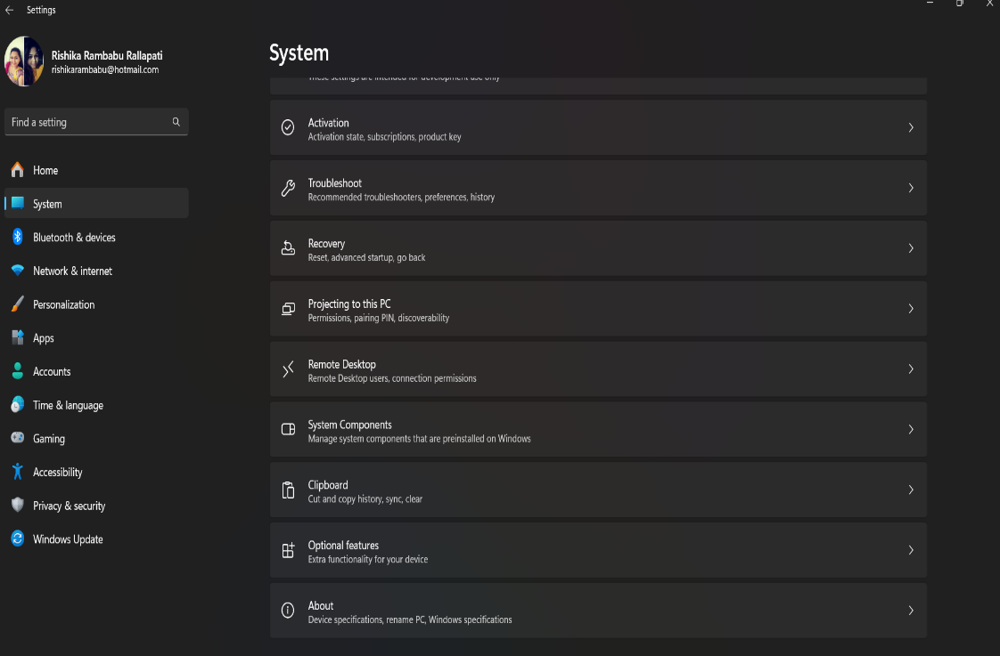 Settings
Rishika Rambabu Rallapati
rishikarambabu@hotmail.com
Find a setting
Home
System
Bluetooth & devices
Network & internet
Personalization
Apps
Accounts
Time & language
Gaming
Accessibility
Privacy & security
Windows Update
System
These settings are intended for development use only
Activation
Activation state, subscriptions, product key
Troubleshoot
Recommended troubleshooters, preferences, history
Recovery
Reset, advanced startup, go back
Projecting to this PC
Permissions, pairing PIN, discoverability
Remote Desktop
Remote Desktop users, connection permissions
System Components
Manage system components that are preinstalled on Windows
Clipboard
Cut and copy history, sync, clear
Optional features
Extra functionality for your device
About
Device specifications, rename PC, Windows specifications